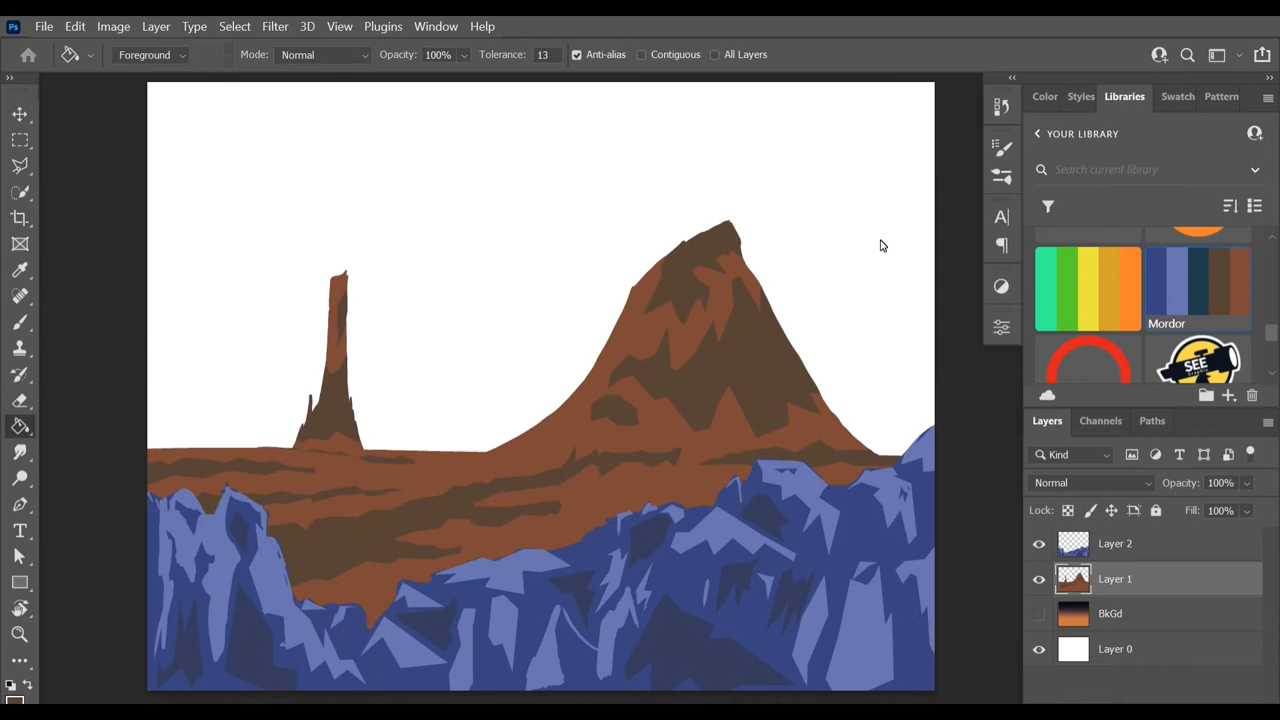 Ps File Edit Image Layer Type Select Filter 3D View Plugins Window Help
Foreground Mode: Normal Opacity: 100% Tolerance: 13 Anti-alias Contiguous All Layers
Color Styles Libraries Swatch Pattern
YOUR LIBRARY
Search current library
Mordor
SEE
Layers Channels Paths
Kind
Normal Opacity: 100%
Lock: Fill: 100%
Layer 2
Layer 1
BkGd
Layer 0